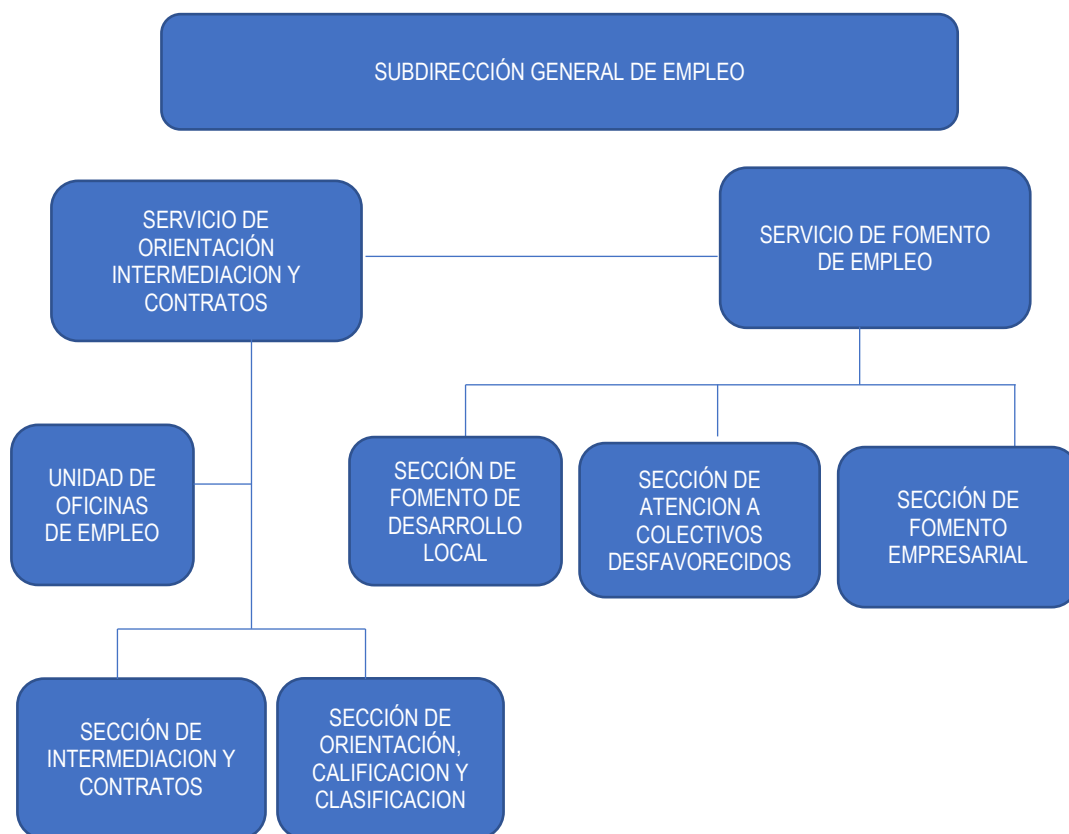 SUBDIRECCIÓN GENERAL DE EMPLEO
SERVICIO DE
ORIENTACIÓN
INTERMEDIACION Y
CONTRATOS
SERVICIO DE FOMENTO
DE EMPLEO
UNIDAD DE
OFICINAS
DE EMPLEO
SECCIÓN DE
FOMENTO DE
DESARROLLO
LOCAL
SECCIÓN DE
ATENCION A
COLECTIVOS
DESFAVORECIDOS
SECCIÓN DE
FOMENTO
EMPRESARIAL
SECCIÓN DE
INTERMEDIACION Y
CONTRATOS
SECCIÓN DE
ORIENTACIÓN,
CALIFICACION Y
CLASIFICACION